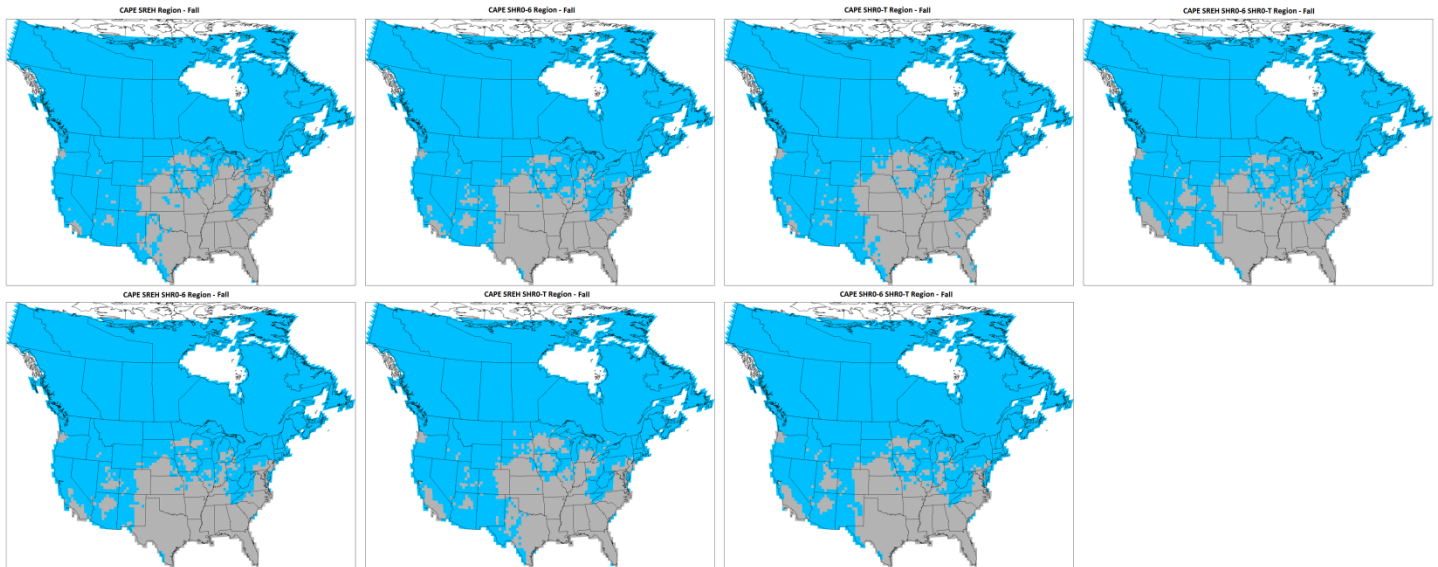 CAPE SREH Region - Fall
CAPE SHR0-6 Region - Fall
CAPE SHR0-T Region - Fall
CAPE SREH SHR0-6 SHR0-T Region - Fall
CAPE SREH SHR0-6 Region - Fall
CAPE SREH SHR0-T Region - Fall
CAPE SHR0-6 SHR0-T Region - Fall